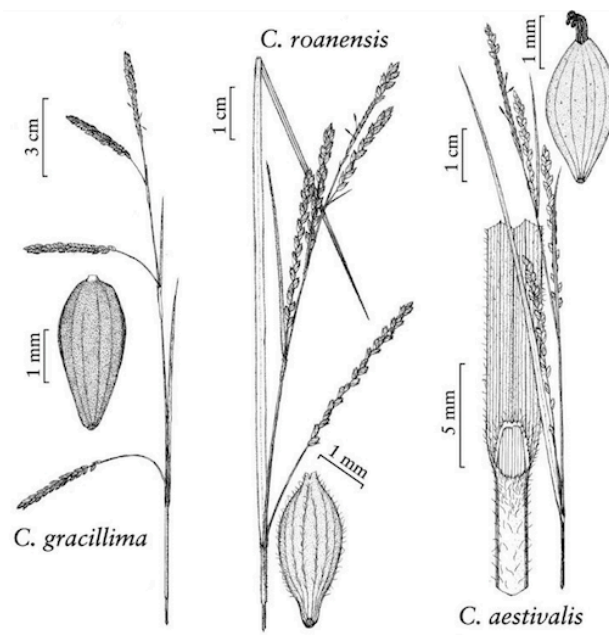 C. roanensis
1 mm
3 cm
1 cm
1 cm
1 mm
5 mm
1 mm
C. gracillima
C. aestivalis